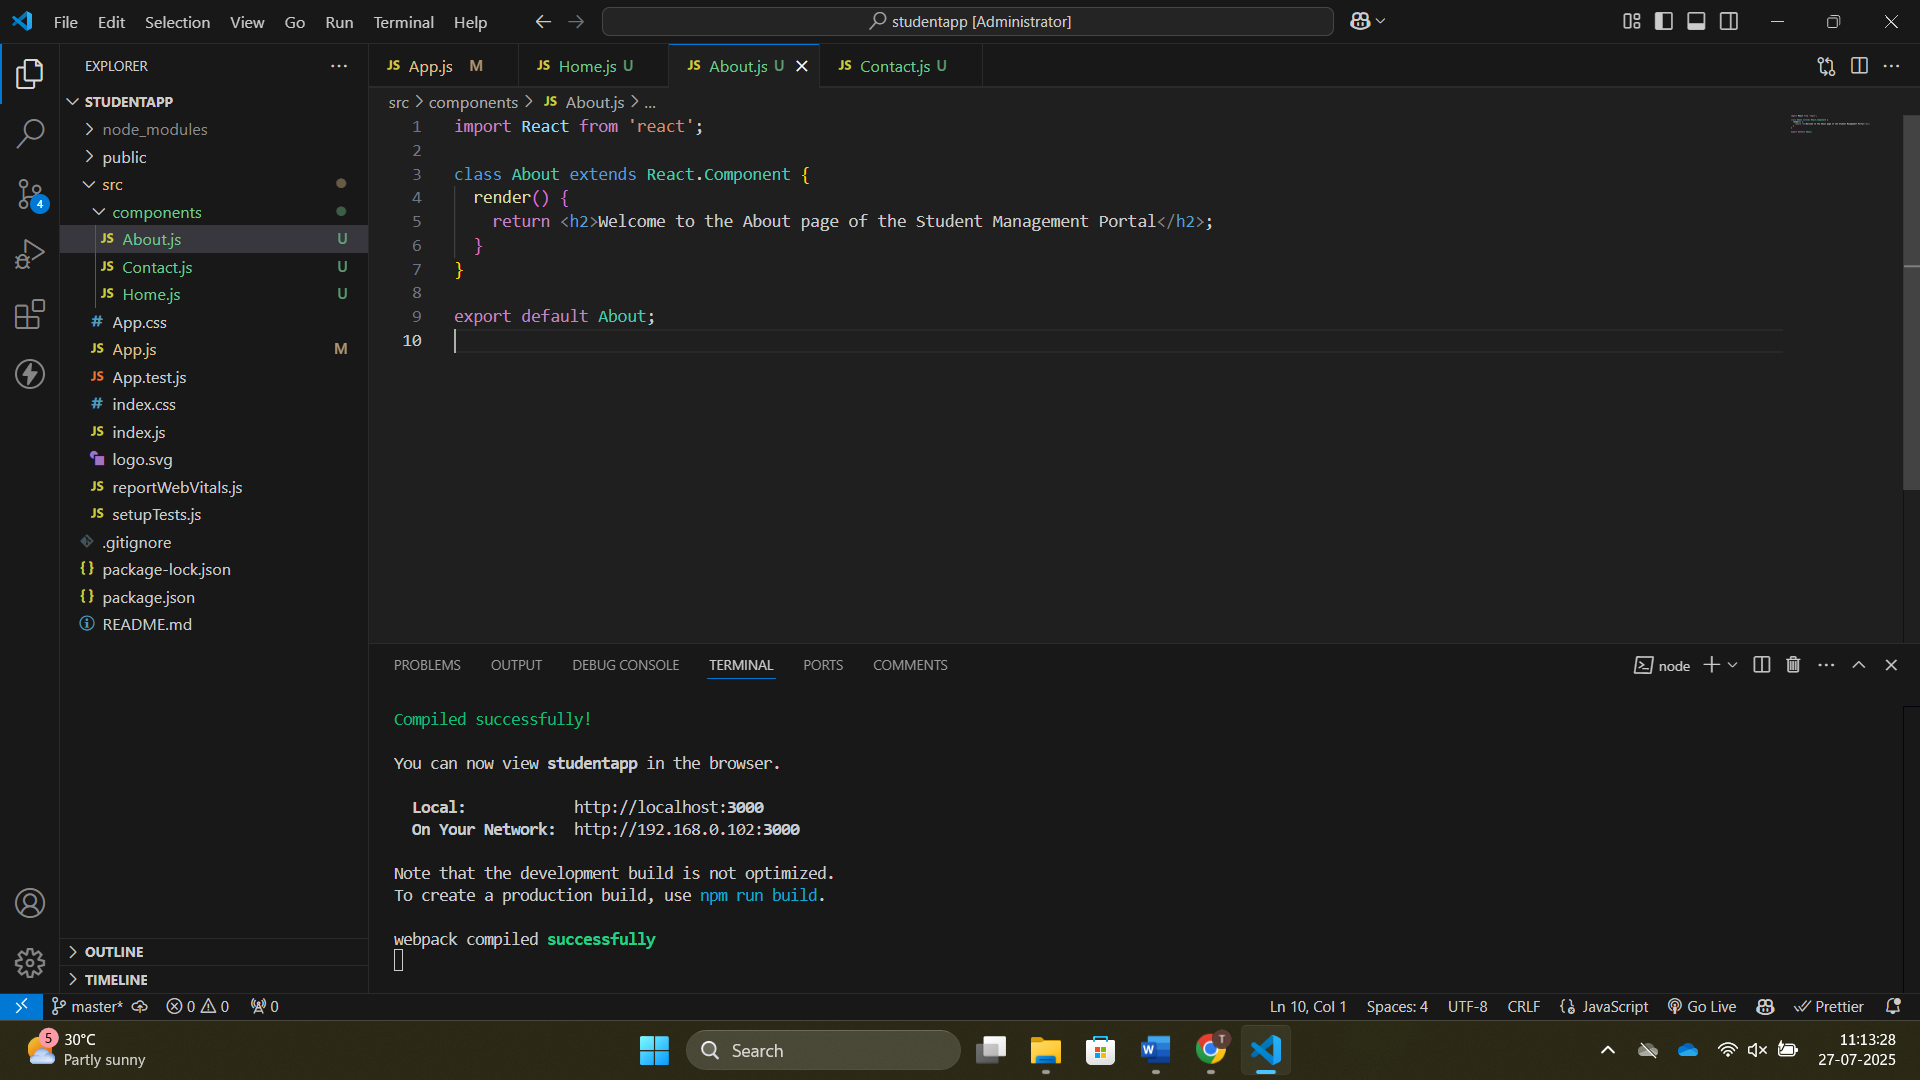 File Edit Selection View Go Run Terminal Help
studentapp [Administrator]
EXPLORER
STUDENTAPP
node_modules
public
src
components
About.js U
Contact.js U
Home.js U
App.css
App.js M
App.test.js
index.css
index.js
logo.svg
reportWebVitals.js
setupTests.js
.gitignore
package-lock.json
package.json
README.md
OUTLINE
TIMELINE
4
JS App.js M
JS Home.js U
JS About.js U
JS Contact.js U
src > components > JS About.js > ...
1 import React from 'react';
2
3 class About extends React.Component {
4 render() {
5 return <h2>Welcome to the About page of the Student Management Portal</h2>;
6 }
7 }
8
9 export default About;
10
PROBLEMS OUTPUT DEBUG CONSOLE TERMINAL PORTS COMMENTS
node
Compiled successfully!
You can now view studentapp in the browser.
Local: http://localhost:3000
On Your Network: http://192.168.0.102:3000
Note that the development build is not optimized.
To create a production build, use npm run build.
webpack compiled successfully
master* 0 0 0
Ln 10, Col 1 Spaces: 4 UTF-8 CRLF {} JavaScript Go Live Prettier
5
30°C
Partly sunny
Search
T
11:13:28
27-07-2025